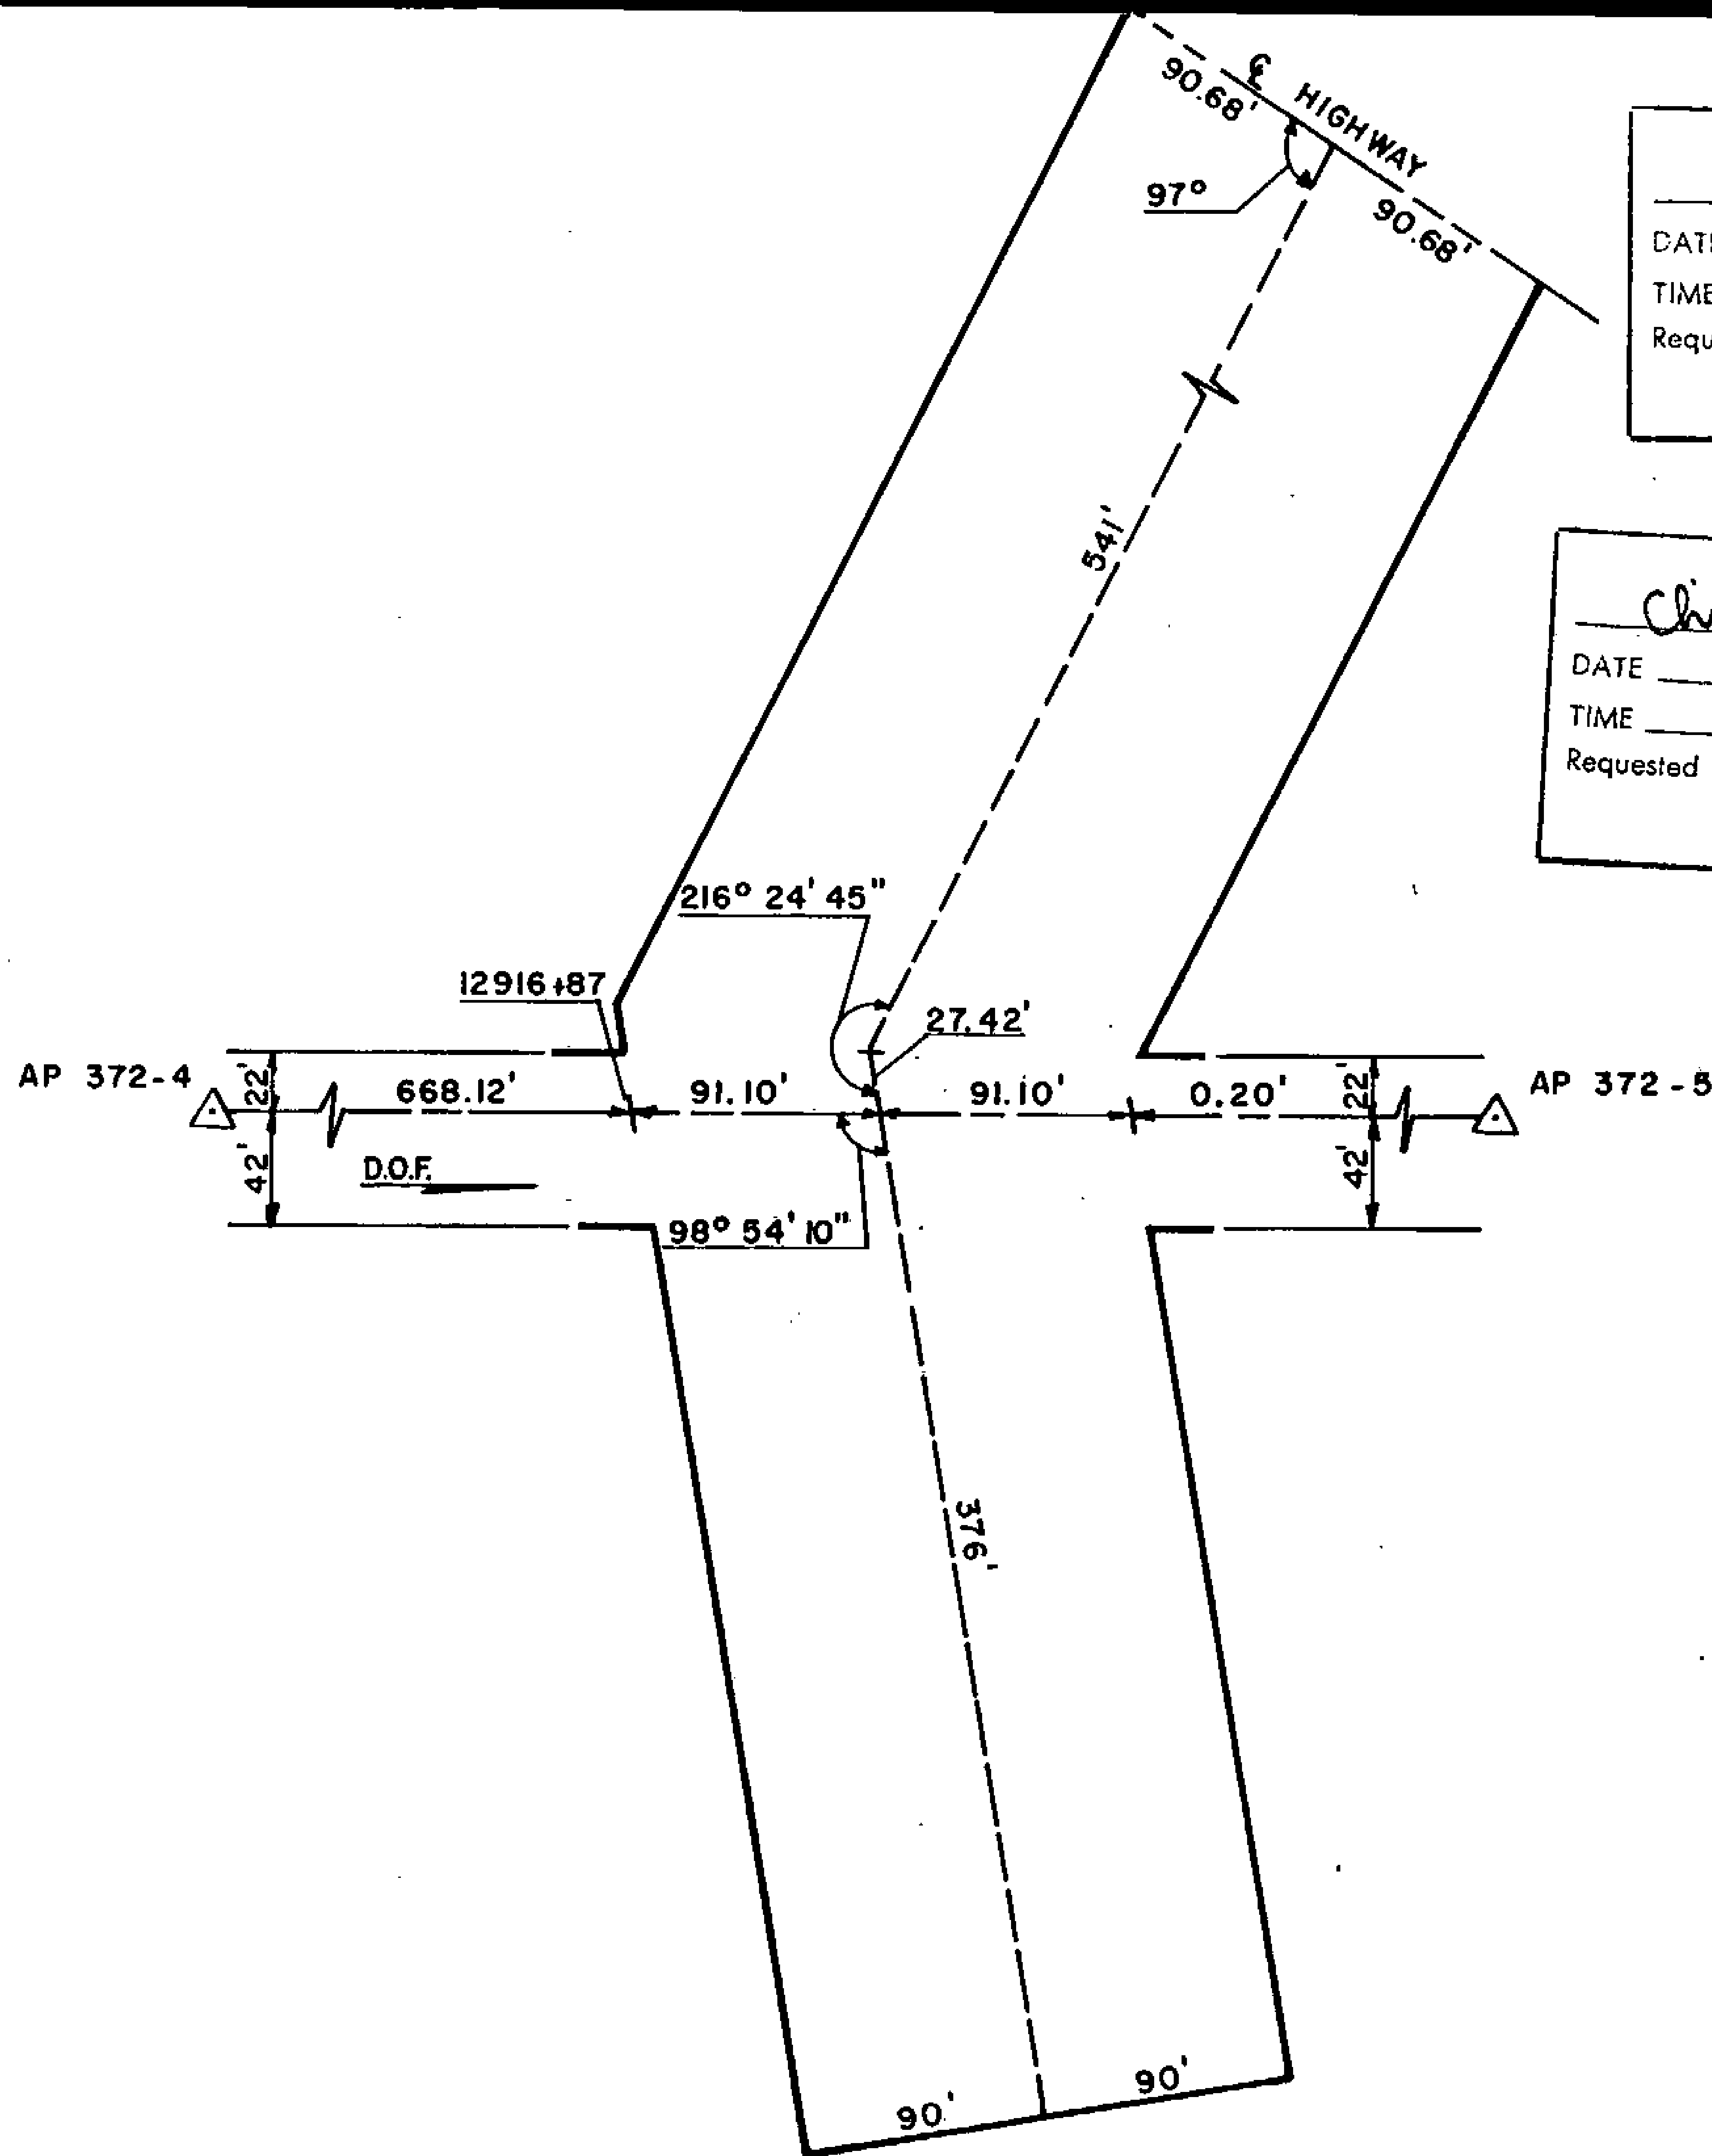 ℄ HIGHWAY
90.68'
97°
90.68'
DATE
TIME
Requ
541'
DATE
TIME
Requested
216° 24' 45"
12916+87
27.42'
AP 372-4
22'
668.12'
91.10'
91.10'
0.20'
22'
AP 372-5
42'
D.O.F.
42'
98° 54' 10"
376'
90'
90'